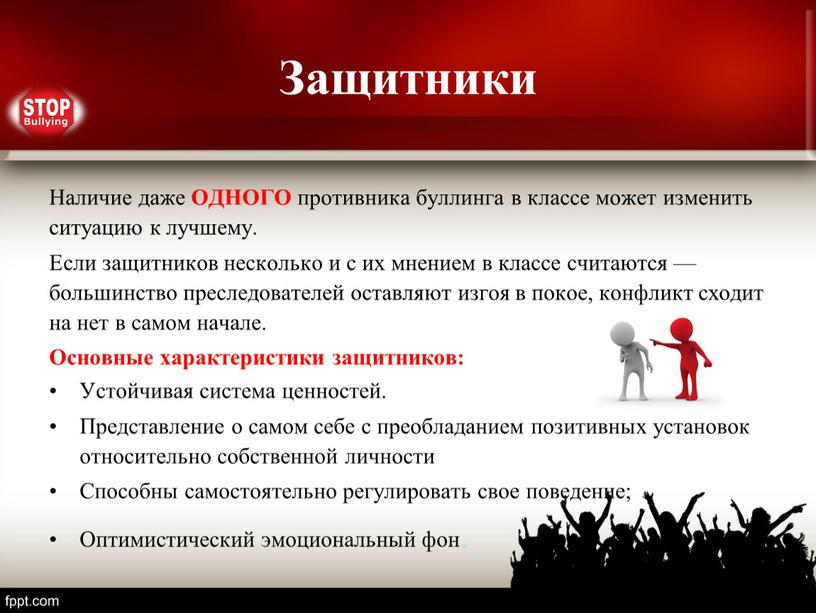 Защитники
STOP
Bullying
Наличие даже ОДНОГО противника буллинга в классе может изменить
ситуацию к лучшему.
Если защитников несколько и с их мнением в классе считаются —
большинство преследователей оставляют изгоя в покое, конфликт сходит
на нет в самом начале.
Основные характеристики защитников:
• Устойчивая система ценностей.
• Представление о самом себе с преобладанием позитивных установок
относительно собственной личности
• Способны самостоятельно регулировать свое поведение;
• Оптимистический эмоциональный фон.
fppt.com